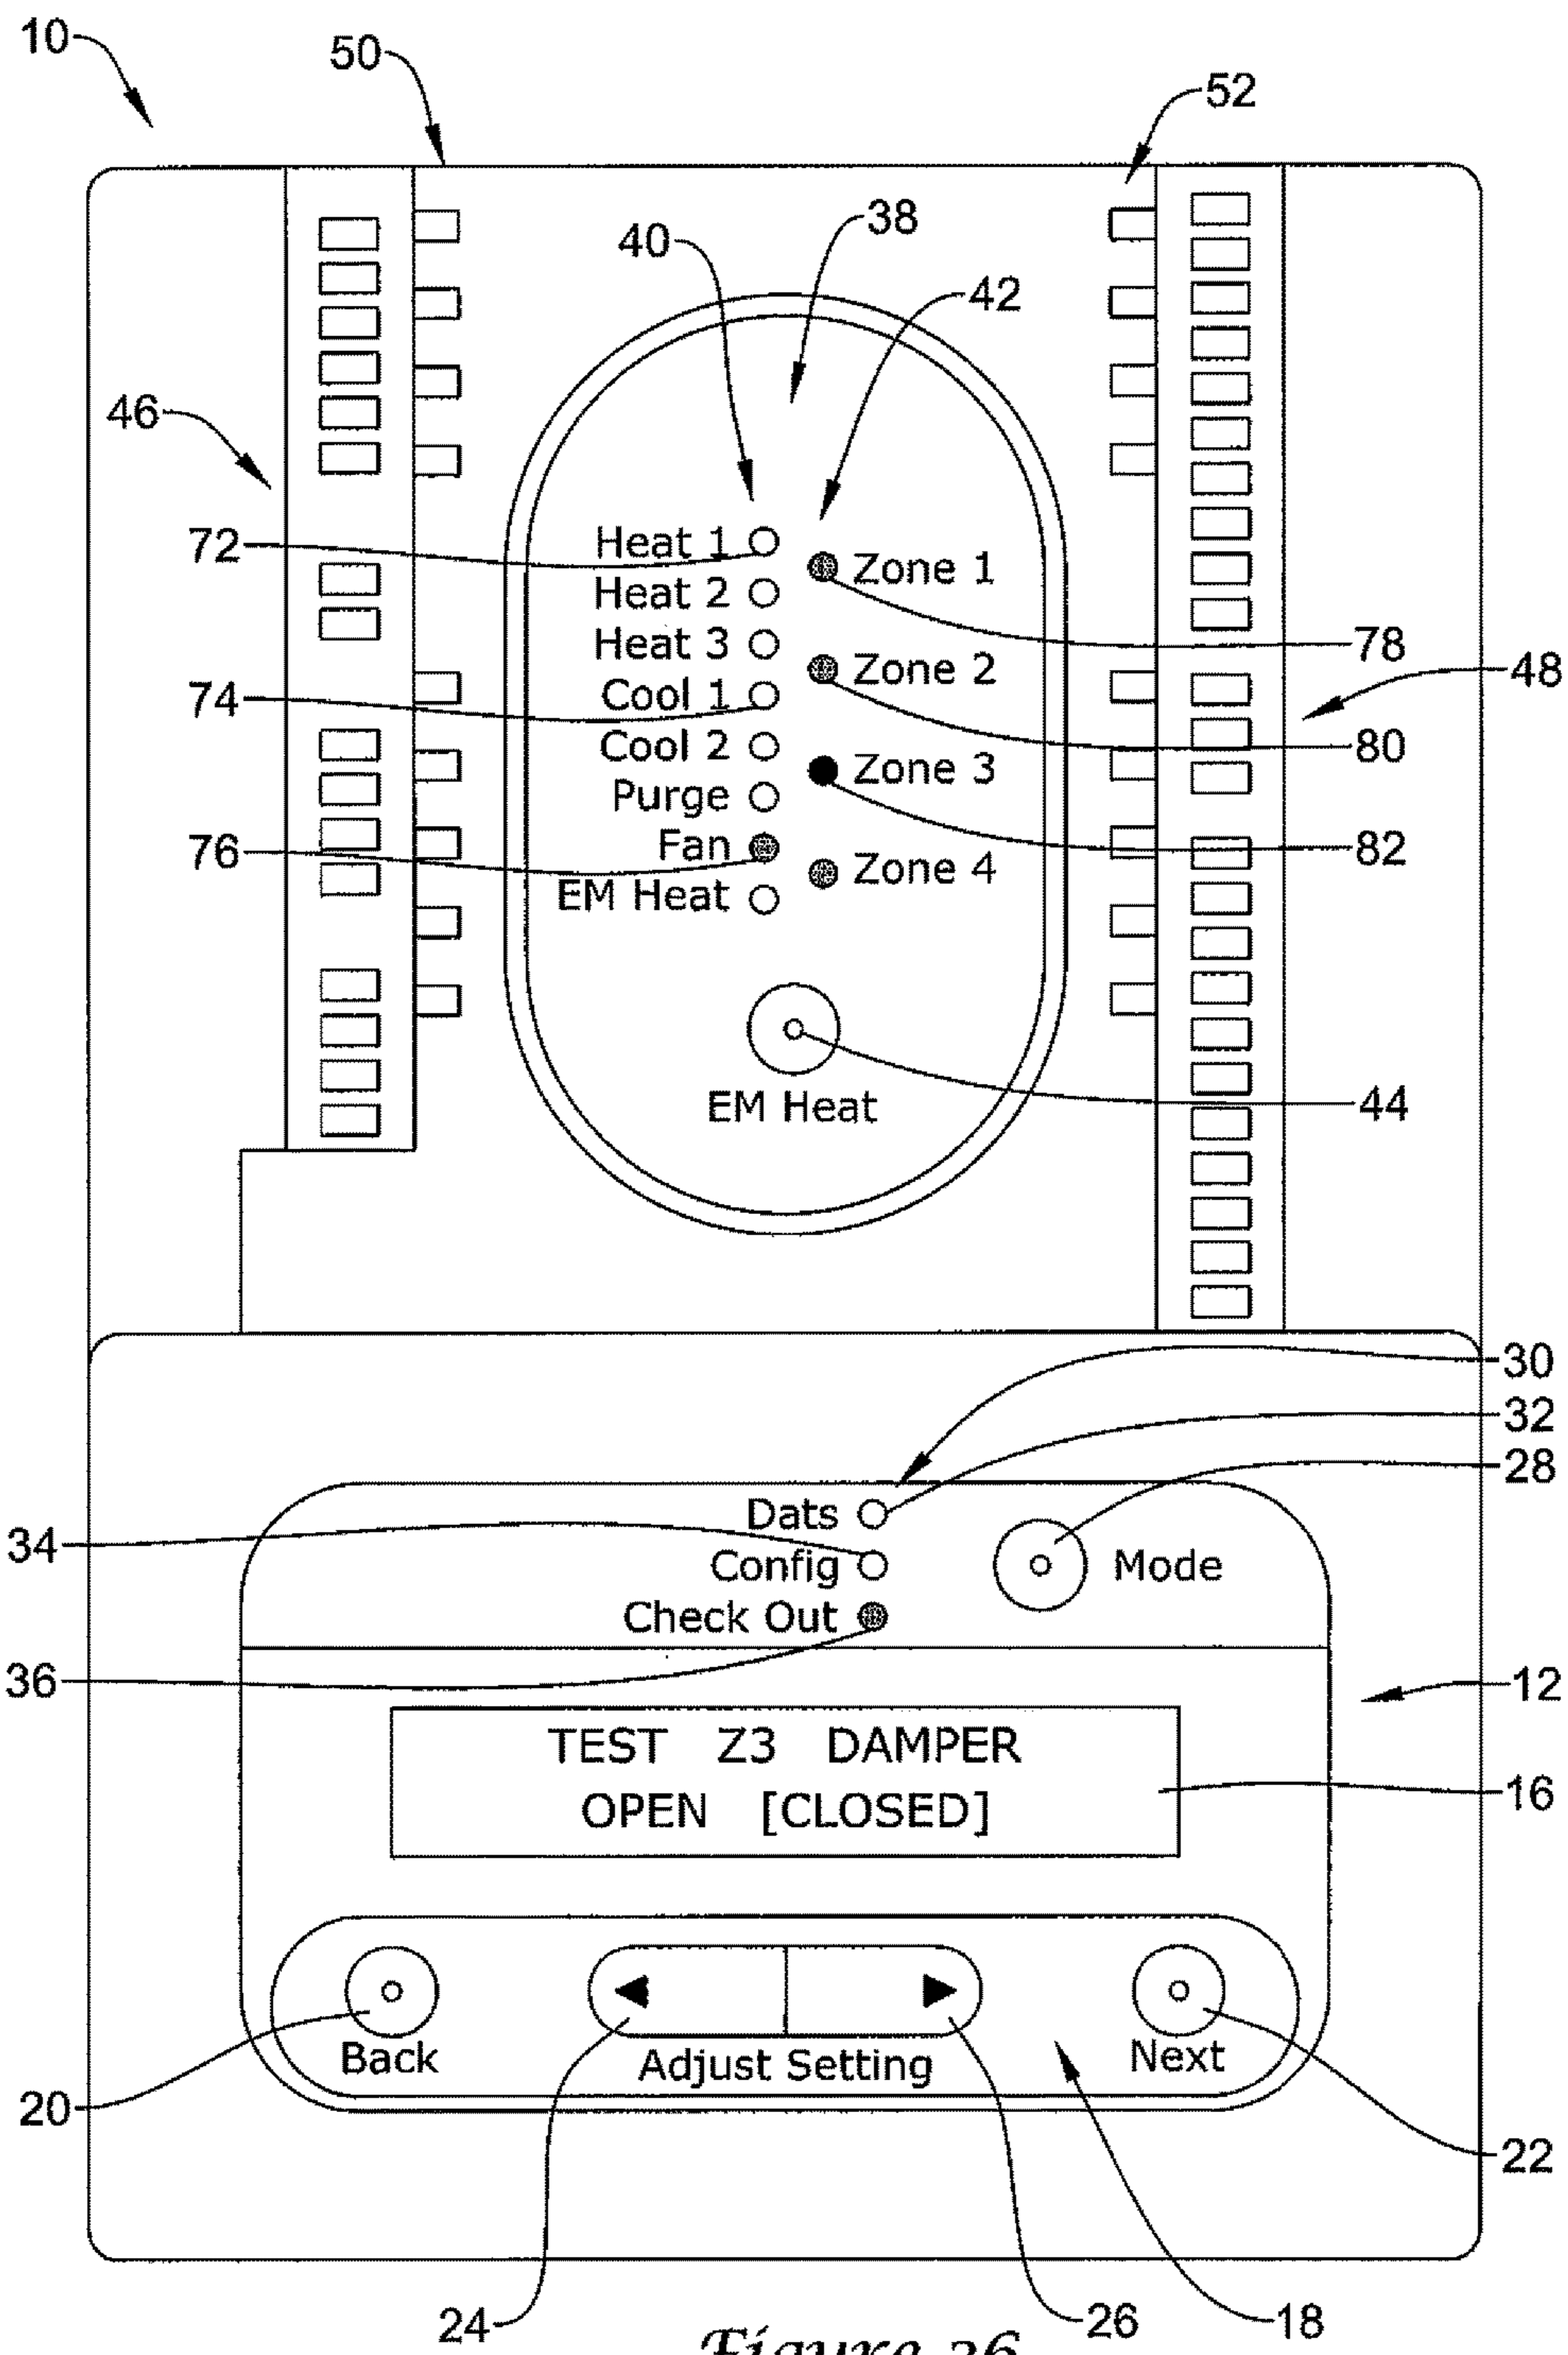 10
50
52
38
40
42
46
72
Heat 1
Zone 1
Heat 2
78
Heat 3
Zone 2
48
74
Cool 1
Cool 2
80
Zone 3
Purge
76
Fan
82
Zone 4
EM Heat
44
EM Heat
30
32
28
Dats
34
Config
Mode
Check Out
36
12
TEST Z3 DAMPER
16
OPEN [CLOSED]
Back
Adjust Setting
Next
20
22
24
26
18
Figure 26